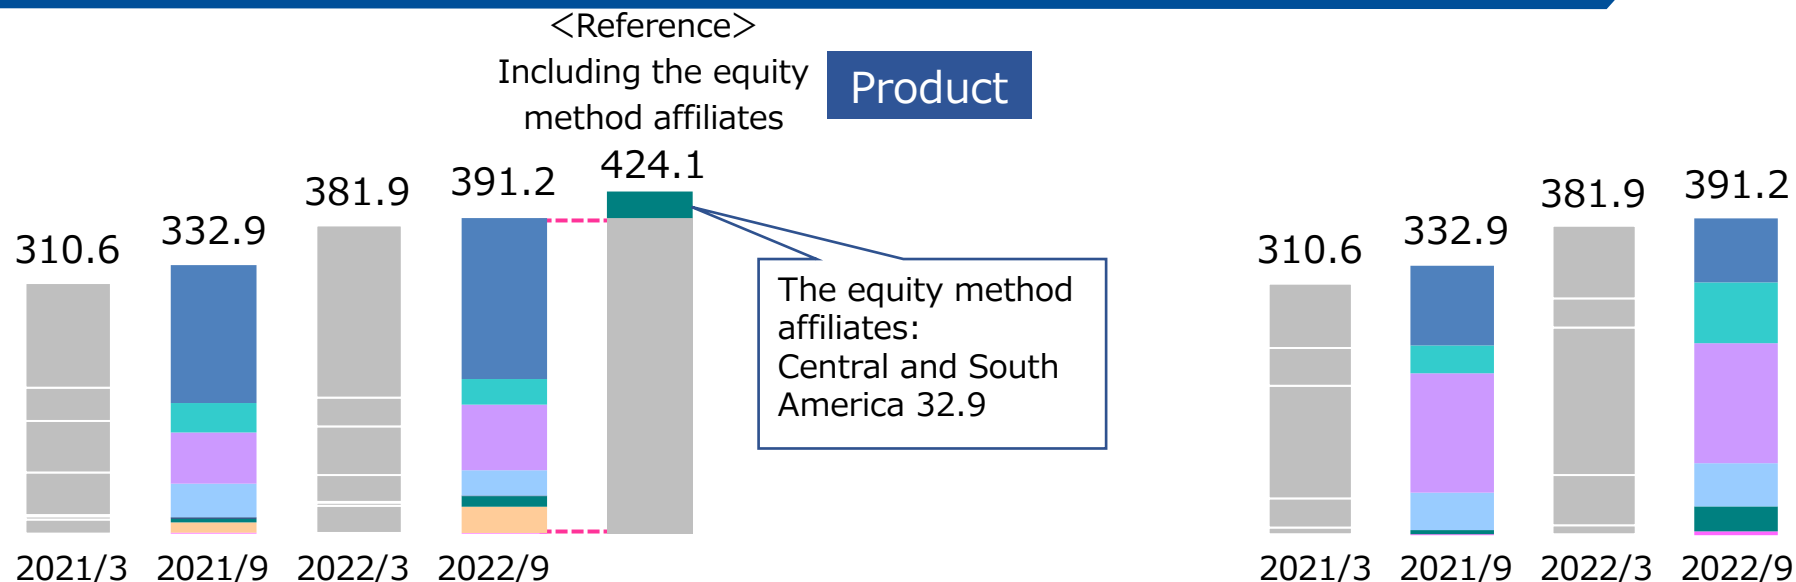 <Reference>
Including the equity
method affiliates
Product
310.6
332.9
381.9
391.2
424.1
The equity method
affiliates:
Central and South
America 32.9
2021/3
2021/9
2022/3
2022/9
310.6
332.9
381.9
391.2
2021/3
2021/9
2022/3
2022/9